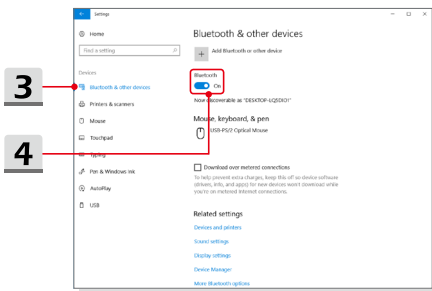 Settings
Home
Find a setting
Devices
Bluetooth & other devices
Printers & scanners
Mouse
Touchpad
Typing
Pen & Windows Ink
AutoPlay
USB
3
4
Bluetooth & other devices
Add Bluetooth or other device
Bluetooth
On
Now discoverable as "DESKTOP-LQ5DIO1"
Mouse, keyboard, & pen
USB-PS/2 Optical Mouse
Download over metered connections
To help prevent extra charges, keep this off so device software
(drivers, info, and apps) for new devices won't download while
you're on metered Internet connections.
Related settings
Devices and printers
Sound settings
Display settings
Device Manager
More Bluetooth options